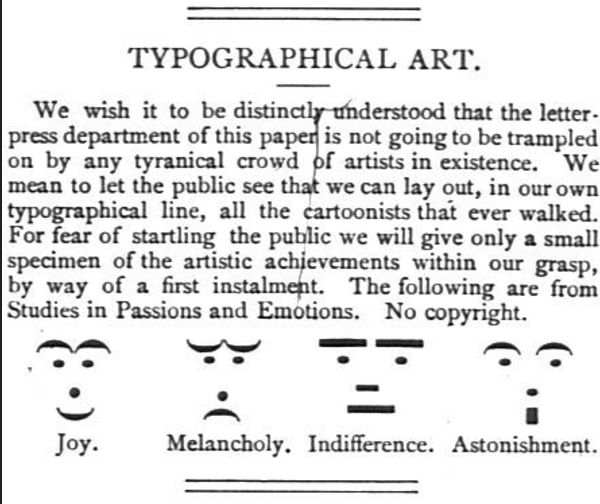 TYPOGRAPHICAL ART.
We wish it to be distinctly understood that the letter-
press department of this paper is not going to be trampled
on by any tyranical crowd of artists in existence. We
mean to let the public see that we can lay out, in our own
typographical line, all the cartoonists that ever walked.
For fear of startling the public we will give only a small
specimen of the artistic achievements within our grasp,
by way of a first instalment. The following are from
Studies in Passions and Emotions. No copyright.
Joy. Melancholy. Indifference. Astonishment.